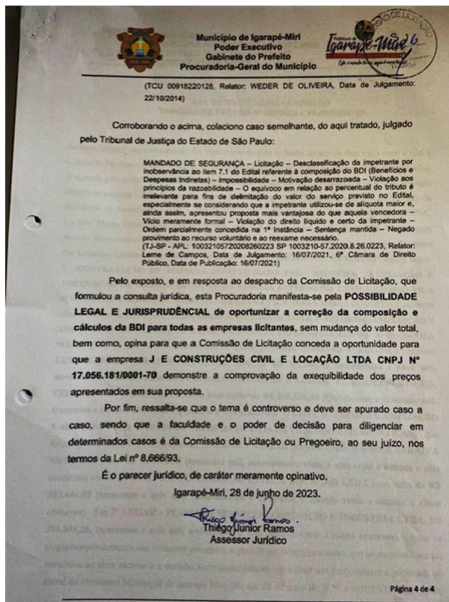 Município de Igarapé-Miri
Poder Executivo
Gabinete do Prefeito
Procuradoria-Geral do Município
Igarapé-Miri
(TCU 00918220128, Relator: WEDER DE OLIVEIRA, Data de Julgamento:
22/10/2014)
Corroborando o acima, colaciono caso semelhante, do aqui tratado, julgado
pelo Tribunal de Justiça do Estado de São Paulo:
MANDADO DE SEGURANÇA – Licitação – Desclassificação da impetrante por
inobservância ao item 7.1 do Edital referente à composição do BDI (Benefícios e
Despesas Indiretas) – Impossibilidade – Motivação desarrazoada – Violação aos
princípios da razoabilidade – O equívoco em relação ao percentual do tributo é
irrelevante para fins de delimitação do valor do serviço previsto no Edital,
especialmente se considerando que a impetrante utilizou-se de alíquota maior e,
ainda assim, apresentou proposta mais vantajosa do que aquela vencedora –
Vício meramente formal – Violação do direito líquido e certo da impetrante –
Ordem parcialmente concedida na 1ª Instância – Sentença mantida – Negado
provimento ao recurso voluntário e ao reexame necessário.
(TJ-SP - APL: 10032105720208260223 SP 1003210-57.2020.8.26.0223, Relator:
Leme de Campos, Data de Julgamento: 16/07/2021, 6ª Câmara de Direito
Público, Data de Publicação: 16/07/2021)
Pelo exposto, e em resposta ao despacho da Comissão de Licitação, que
formulou a consulta jurídica, esta Procuradoria manifesta-se pela POSSIBILIDADE
LEGAL E JURISPRUDÊNCIAL de oportunizar a correção da composição e
cálculos da BDI para todas as empresas licitantes, sem mudança do valor total,
bem como, opina para que a Comissão de Licitação conceda a oportunidade para
que a empresa J E CONSTRUÇÕES CIVIL E LOCAÇÃO LTDA CNPJ N°
17.056.181/0001-70 demonstre a comprovação da exequibilidade dos preços
apresentados em sua proposta.
Por fim, ressalta-se que o tema é controverso e deve ser apurado caso a
caso, sendo que a faculdade e o poder de decisão para diligenciar em
determinados casos é da Comissão de Licitação ou Pregoeiro, ao seu juízo, nos
termos da Lei nº 8.666/93.
É o parecer jurídico, de caráter meramente opinativo.
Igarapé-Miri, 28 de junho de 2023.
Thiago Júnior Ramos
Assessor Jurídico
Página 4 de 4